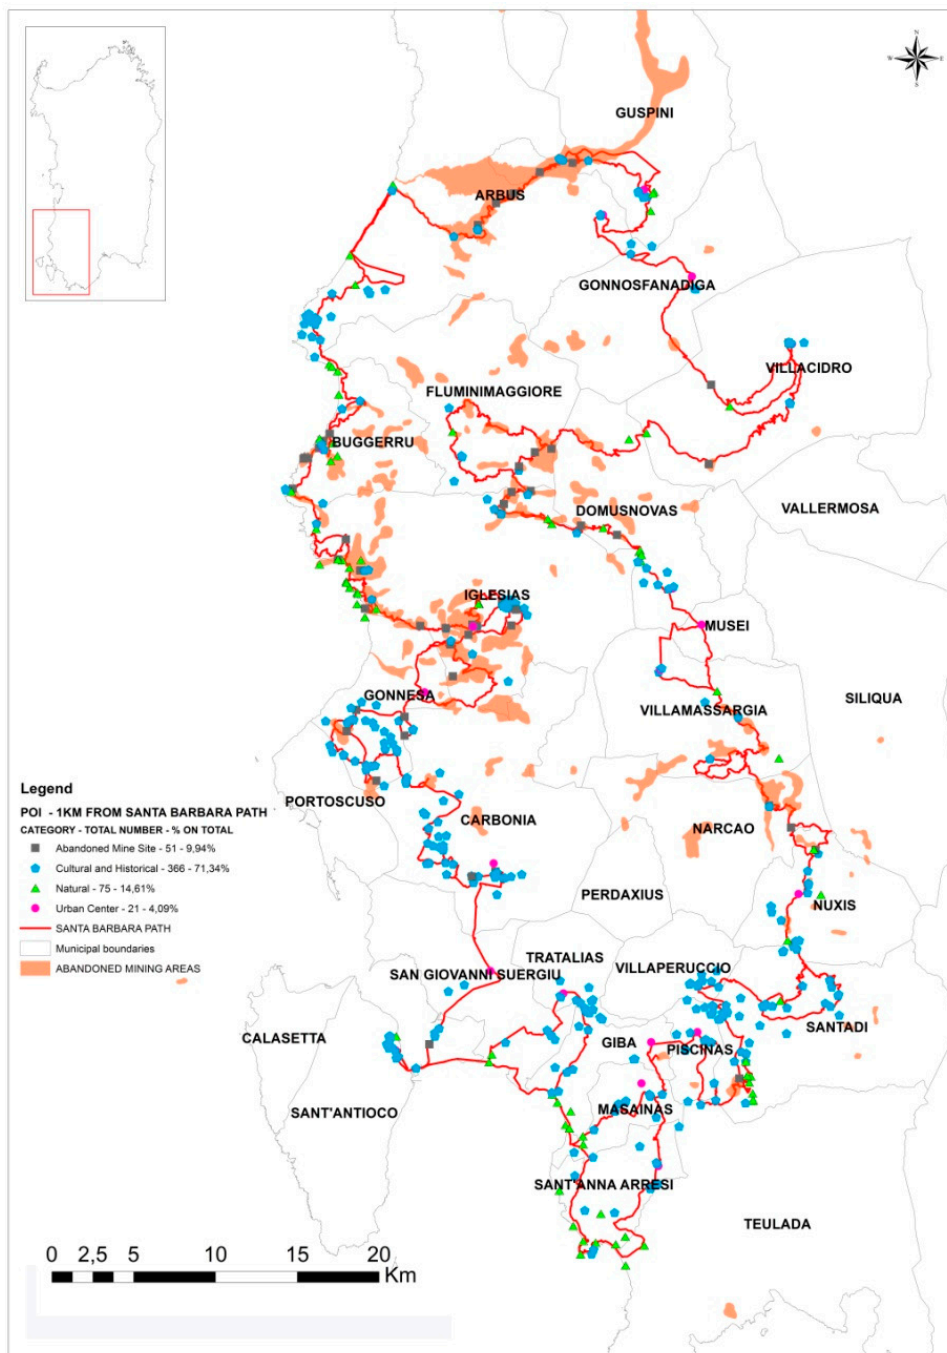 N
W E
S
GUSPINI
ARBUS
GONNOSFANADIGA
VILLACIDRO
FLUMINIMAGGIORE
BUGGERRU
VALLERMOSA
DOMUSNOVAS
IGLESIAS
MUSEI
GONNESA
SILIQUA
VILLAMASSARGIA
Legend
POI - 1KM FROM SANTA BARBARA PATH
CATEGORY - TOTAL NUMBER - % ON TOTAL
Abandoned Mine Site - 51 - 9,94%
Cultural and Historical - 366 - 71,34%
Natural - 75 - 14,61%
Urban Center - 21 - 4,09%
SANTA BARBARA PATH
Municipal boundaries
ABANDONED MINING AREAS
PORTOSCUSO
CARBONIA
NARCAO
PERDAXIUS
NUXIS
TRATALIAS
SAN GIOVANNI SUERGIU
VILLAPERUCCIO
SANTADI
CALASETTA
GIBA
PISCINAS
SANT'ANTIOCO
MASAINAS
SANT'ANNA ARRESI
TEULADA
0 2,5 5 10 15 20
Km